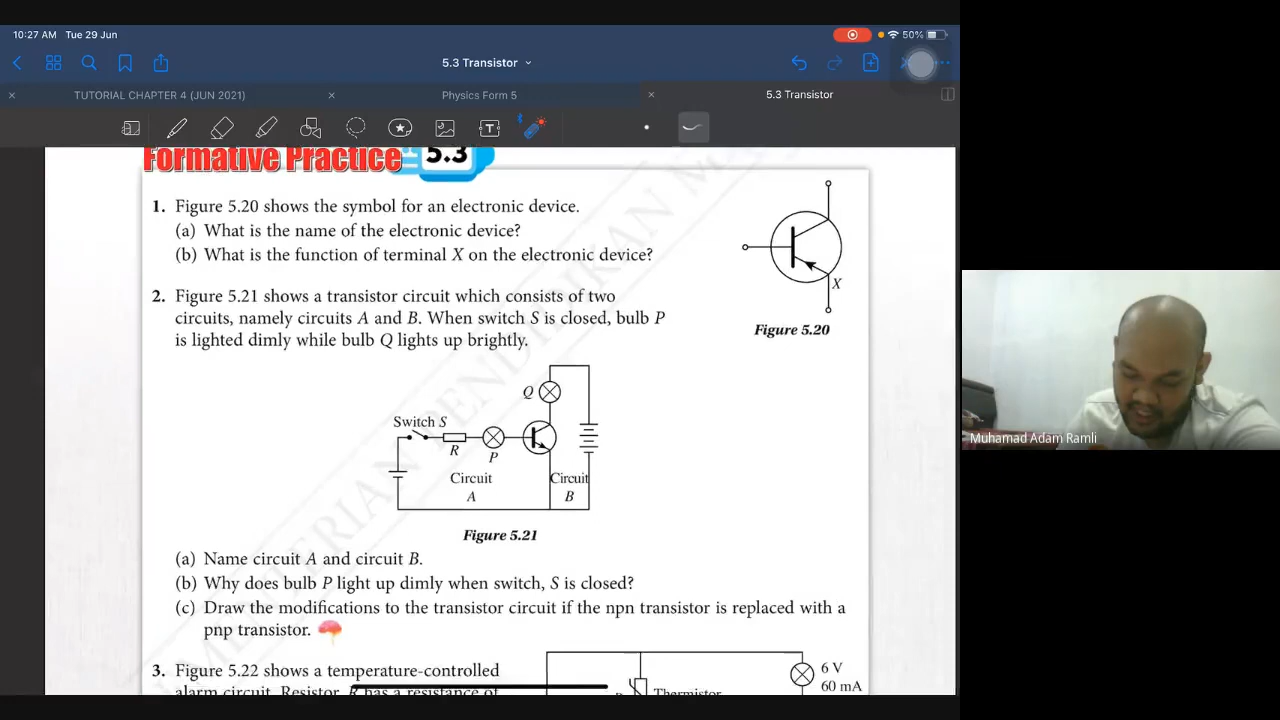 10:27 AM Tue 29 Jun
50%
5.3 Transistor
TUTORIAL CHAPTER 4 (JUN 2021)
Physics Form 5
5.3 Transistor
Formative Practice 5.3
1. Figure 5.20 shows the symbol for an electronic device.
(a) What is the name of the electronic device?
(b) What is the function of terminal X on the electronic device?
X
Figure 5.20
2. Figure 5.21 shows a transistor circuit which consists of two
circuits, namely circuits A and B. When switch S is closed, bulb P
is lighted dimly while bulb Q lights up brightly.
Q
Switch S
R
P
Circuit
A
Circuit
B
Figure 5.21
(a) Name circuit A and circuit B.
(b) Why does bulb P light up dimly when switch, S is closed?
(c) Draw the modifications to the transistor circuit if the npn transistor is replaced with a
pnp transistor.
3. Figure 5.22 shows a temperature-controlled
alarm circuit. Resistor, R has a resistance of
Thermistor
6 V
60 mA
Muhamad Adam Ramli